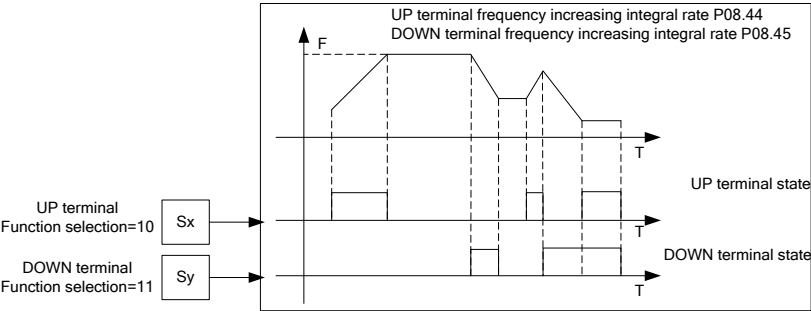 UP terminal frequency increasing integral rate P08.44
DOWN terminal frequency increasing integral rate P08.45
F
T
UP terminal state
UP terminal
Function selection=10
Sx
T
DOWN terminal state
DOWN terminal
Function selection=11
Sy
T